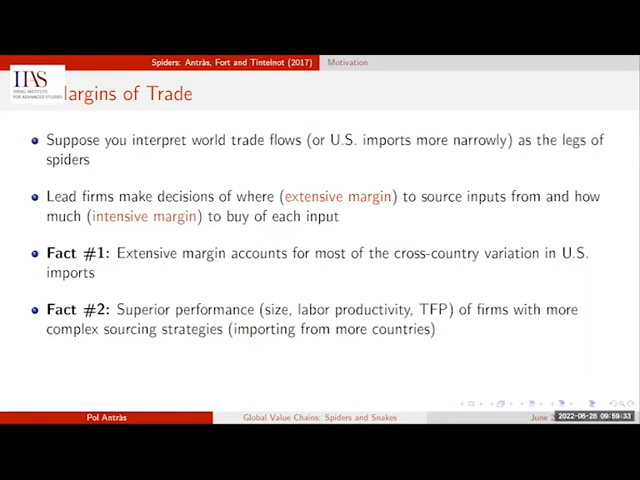 Spiders: Antràs, Fort and Tintelnot (2017) Motivation
IIAS
ISRAEL INSTITUTE
FOR ADVANCED STUDIES
argins of Trade
Suppose you interpret world trade flows (or U.S. imports more narrowly) as the legs of
spiders
Lead firms make decisions of where (extensive margin) to source inputs from and how
much (intensive margin) to buy of each input
Fact #1: Extensive margin accounts for most of the cross-country variation in U.S.
imports
Fact #2: Superior performance (size, labor productivity, TFP) of firms with more
complex sourcing strategies (importing from more countries)
Pol Antràs Global Value Chains: Spiders and Snakes June 2
2022-06-28 09:59:33